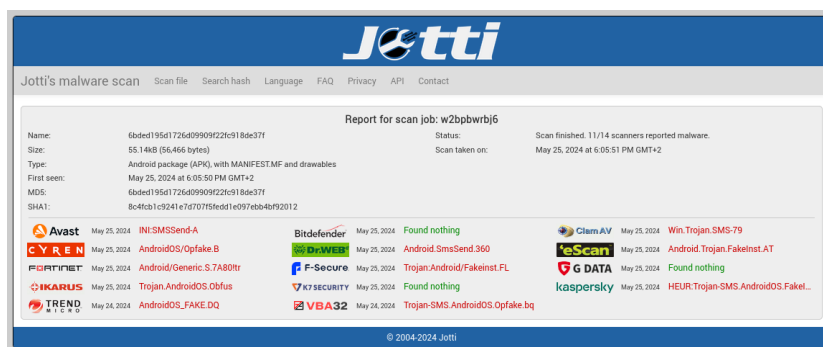 Jotti
Jotti's malware scan Scan file Search hash Language FAQ Privacy API Contact
Report for scan job: w2bpbwrbj6
Name: 6bded195d1726d09909f22fc918de37f Status: Scan finished. 11/14 scanners reported malware.
Size: 55.14kB (56,466 bytes) Scan taken on: May 25, 2024 at 6:05:51 PM GMT+2
Type: Android package (APK), with MANIFEST.MF and drawables
First seen: May 25, 2024 at 6:05:50 PM GMT+2
MD5: 6bded195d1726d09909f22fc918de37f
SHA1: 8c4fcb1c9241e7d707f5fedd1e097ebb4bf92012
Avast May 25, 2024 INI:SMSSend-A Bitdefender May 25, 2024 Found nothing ClamAV May 25, 2024 Win.Trojan.SMS-79
CYREN May 25, 2024 AndroidOS/Opfake.B Dr.WEB May 25, 2024 Android.SmsSend.360 eScan May 25, 2024 Android.Trojan.FakeInst.AT
FORTINET May 25, 2024 Android/Generic.S.7A80!tr F-Secure May 25, 2024 Trojan:Android/Fakeinst.FL G DATA May 25, 2024 Found nothing
IKARUS May 25, 2024 Trojan.AndroidOS.Obfus K7 SECURITY May 25, 2024 Found nothing kaspersky May 25, 2024 HEUR:Trojan-SMS.AndroidOS.FakeI...
TREND MICRO May 24, 2024 AndroidOS_FAKE.DQ VBA32 May 24, 2024 Trojan-SMS.AndroidOS.Opfake.bq
© 2004-2024 Jotti